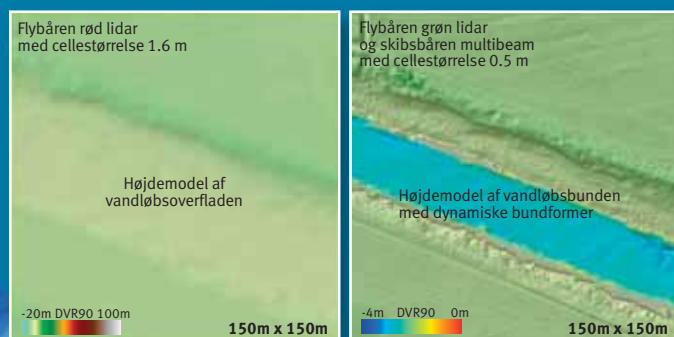 Flybåren rød lidar
med cellestørrelse 1.6 m
Højdemodel af
vandløbsoverfladen
-20m DVR90 100m
150m x 150m
Flybåren grøn lidar
og skibsbåren multibeam
med cellestørrelse 0.5 m
Højdemodel af vandløbsbunden
med dynamiske bundformer
-4m DVR90 0m
150m x 150m